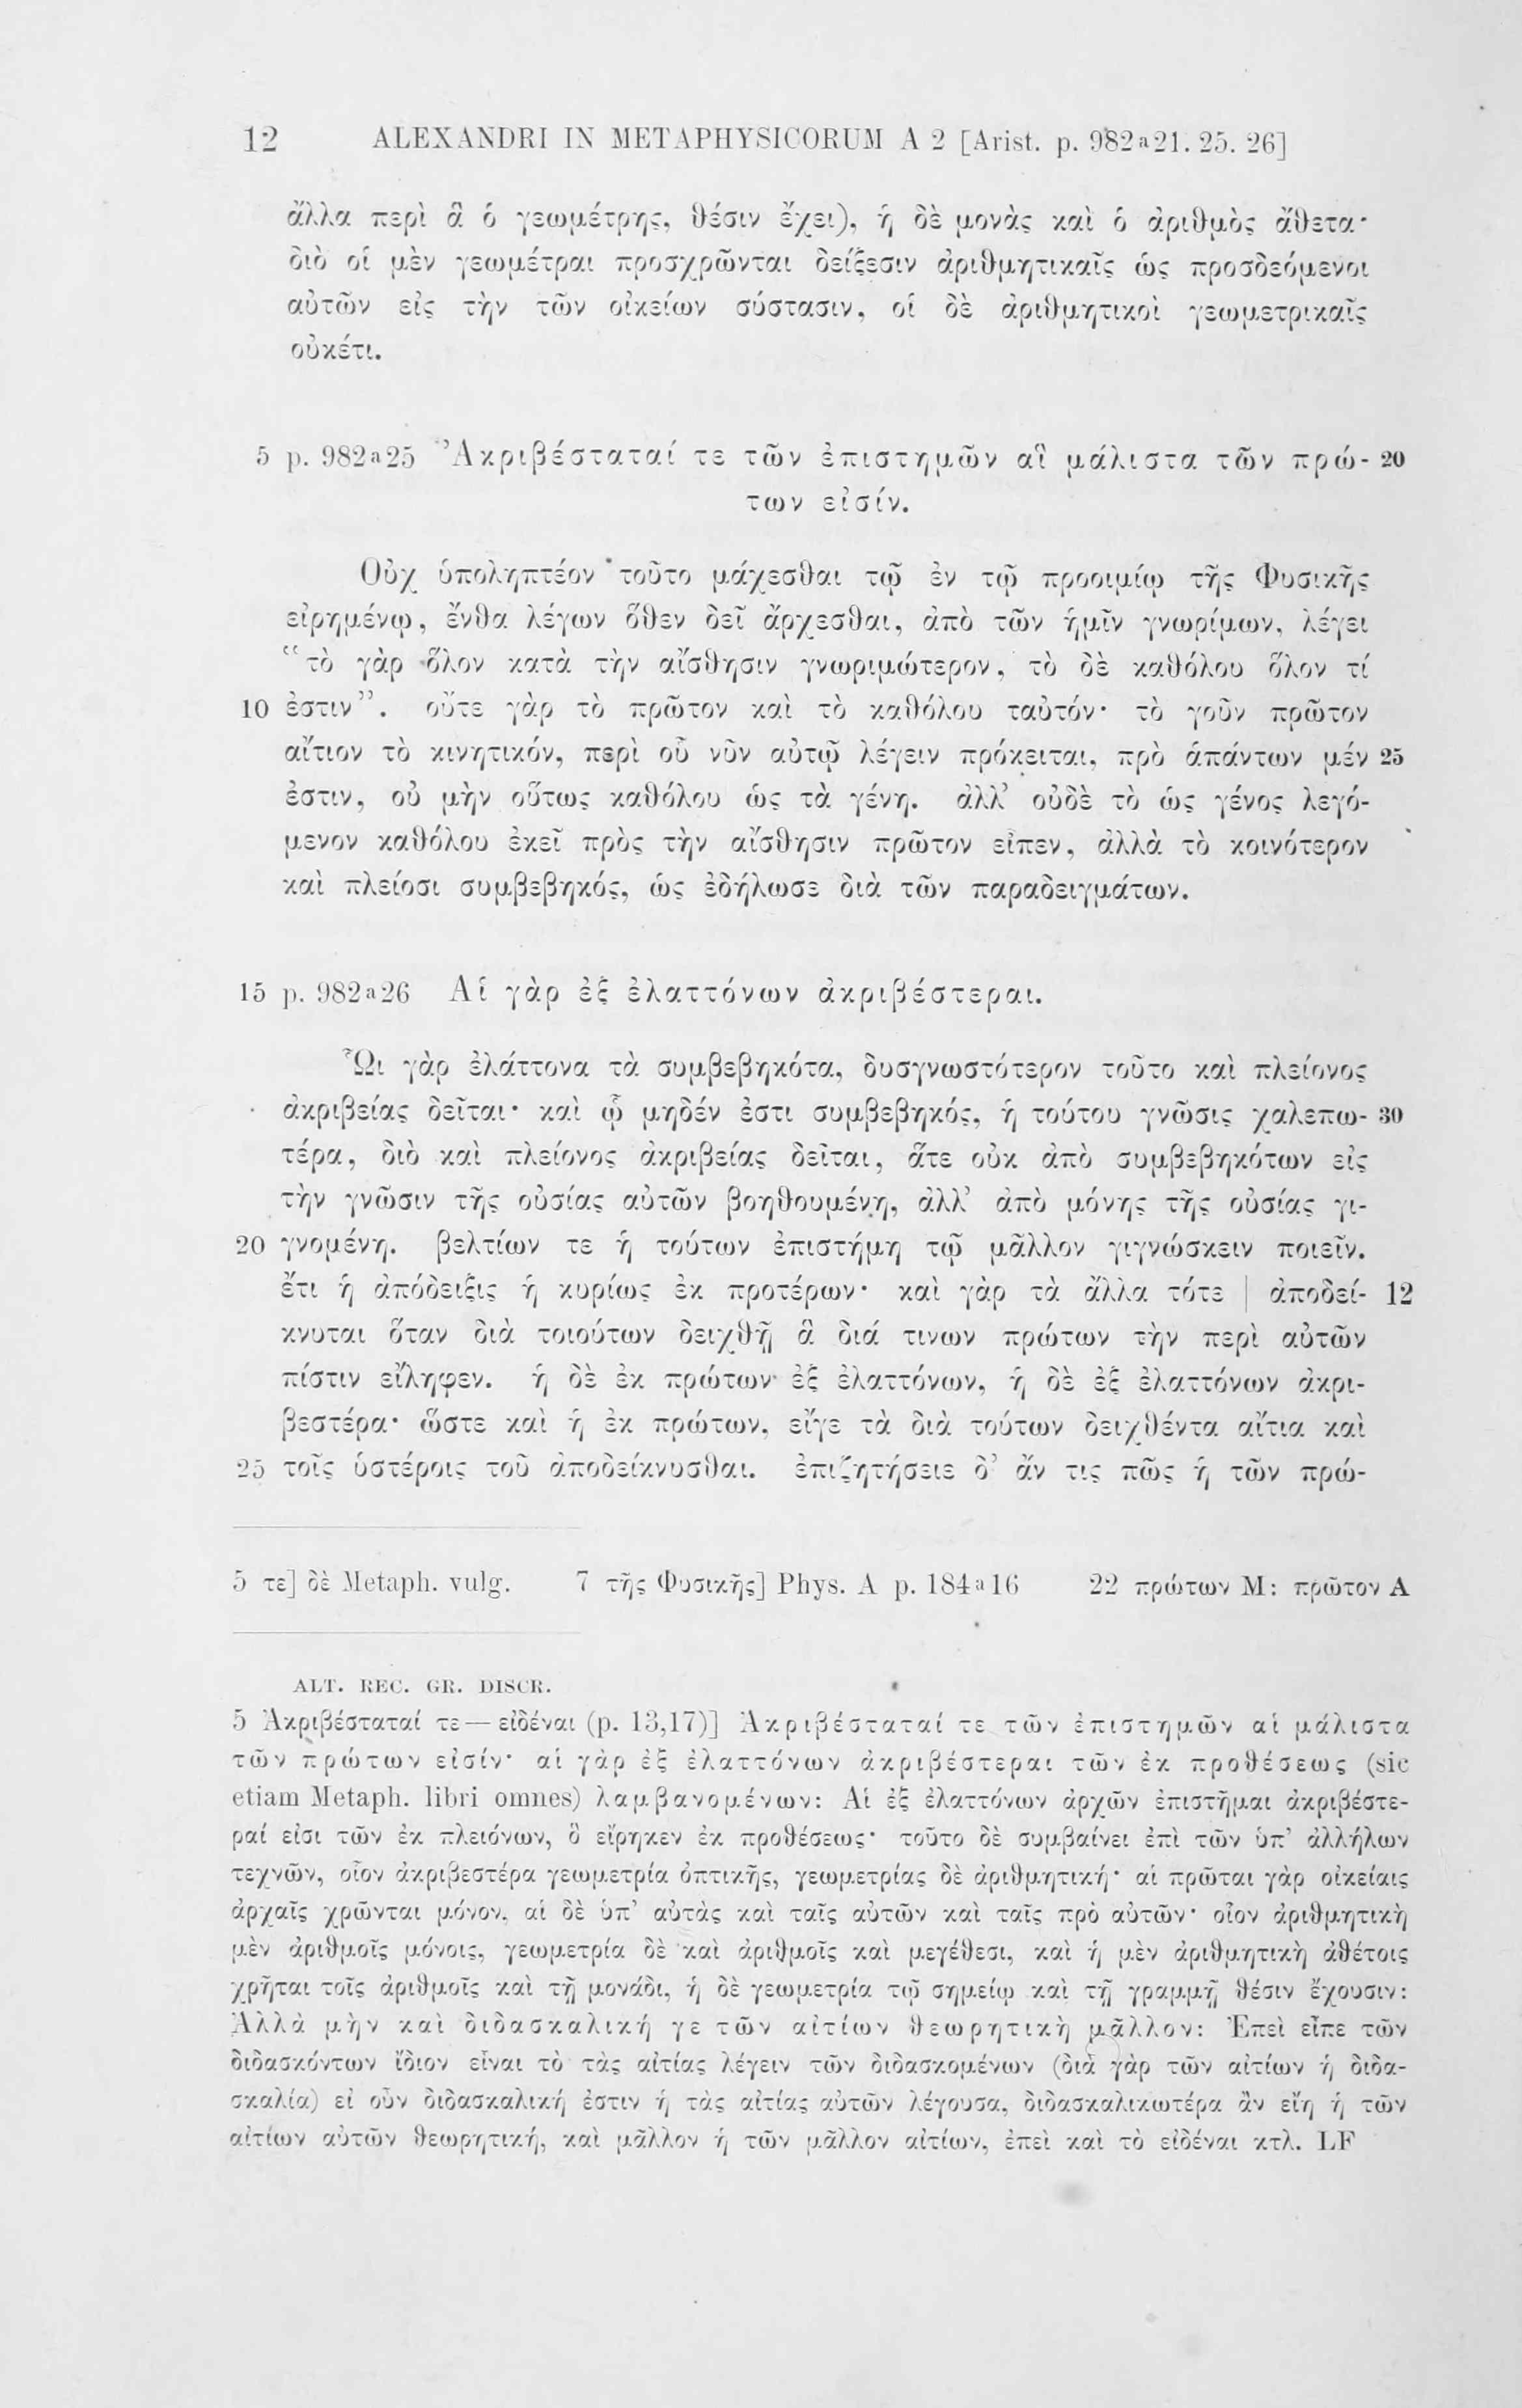 12 ALEXANDRI IN METAPHYSICORUM A 2 [Arist. p. 982a21. 25. 26]
ἄλλα περὶ ἃ ὁ γεωμέτρης, θέσιν ἔχει), ἡ δὲ μονὰς καὶ ὁ ἀριθμὸς ἄθετα·
διὸ οἱ μὲν γεωμέτραι προσχρῶνται δείξεσιν ἀριθμητικαῖς ὡς προσδεόμενοι
αὐτῶν εἰς τὴν τῶν οἰκείων σύστασιν, οἱ δὲ ἀριθμητικοὶ γεωμετρικαῖς
οὐκέτι.
5 p. 982a25 Ἀκριβέσταταί τε τῶν ἐπιστημῶν αἳ μάλιστα τῶν πρώ- 20
των εἰσίν.
Οὐχ ὑποληπτέον τοῦτο μάχεσθαι τῷ ἐν τῷ προοιμίῳ τῆς Φυσικῆς
εἰρημένῳ, ἔνθα λέγων ὅθεν δεῖ ἄρχεσθαι, ἀπὸ τῶν ἡμῖν γνωρίμων, λέγει
“τὸ γὰρ ὅλον κατὰ τὴν αἴσθησιν γνωριμώτερον, τὸ δὲ καθόλου ὅλον τί
10 ἐστιν”. οὔτε γὰρ τὸ πρῶτον καὶ τὸ καθόλου ταὐτόν· τὸ γοῦν πρῶτον
αἴτιον τὸ κινητικόν, περὶ οὗ νῦν αὐτῷ λέγειν πρόκειται, πρὸ ἁπάντων μέν 25
ἐστιν, οὐ μὴν οὕτως καθόλου ὡς τὰ γένη. ἀλλ’ οὐδὲ τὸ ὡς γένος λεγό-
μενον καθόλου ἐκεῖ πρὸς τὴν αἴσθησιν πρῶτον εἶπεν, ἀλλὰ τὸ κοινότερον
καὶ πλείοσι συμβεβηκός, ὡς ἐδήλωσε διὰ τῶν παραδειγμάτων.
15 p. 982a26 Αἱ γὰρ ἐξ ἐλαττόνων ἀκριβέστεραι.
Ὧι γὰρ ἐλάττονα τὰ συμβεβηκότα, δυσγνωστότερον τοῦτο καὶ πλείονος
ἀκριβείας δεῖται· καὶ ᾧ μηδέν ἐστι συμβεβηκός, ἡ τούτου γνῶσις χαλεπω- 30
τέρα, διὸ καὶ πλείονος ἀκριβείας δεῖται, ἅτε οὐκ ἀπὸ συμβεβηκότων εἰς
τὴν γνῶσιν τῆς οὐσίας αὐτῶν βοηθουμένη, ἀλλ’ ἀπὸ μόνης τῆς οὐσίας γι-
20 γνομένη. βελτίων τε ἡ τούτων ἐπιστήμη τῷ μᾶλλον γιγνώσκειν ποιεῖν.
ἔτι ἡ ἀπόδειξις ἡ κυρίως ἐκ προτέρων· καὶ γὰρ τὰ ἄλλα τότε | ἀποδεί- 12
κνυται ὅταν διὰ τοιούτων δειχθῇ ἃ διά τινων πρώτων τὴν περὶ αὐτῶν
πίστιν εἴληφεν. ἡ δὲ ἐκ πρώτων ἐξ ἐλαττόνων, ἡ δὲ ἐξ ἐλαττόνων ἀκρι-
βεστέρα· ὥστε καὶ ἡ ἐκ πρώτων, εἴγε τὰ διὰ τούτων δειχθέντα αἴτια καὶ
25 τοῖς ὑστέροις τοῦ ἀποδείκνυσθαι. ἐπιζητήσειε δ’ ἄν τις πῶς ἡ τῶν πρώ-
5 τε] δὲ Metaph. vulg. 7 τῆς Φυσικῆς] Phys. A p. 184a16 22 πρώτων M: πρῶτον A
ALT. REC. GR. DISCR.
5 Ἀκριβέσταταί τε — εἰδέναι (p. 13,17)] Ἀκριβέσταταί τε τῶν ἐπιστημῶν αἱ μάλιστα
τῶν πρώτων εἰσίν· αἱ γὰρ ἐξ ἐλαττόνων ἀκριβέστεραι τῶν ἐκ προθέσεως (sic
etiam Metaph. libri omnes) λαμβανομένων: Αἱ ἐξ ἐλαττόνων ἀρχῶν ἐπιστῆμαι ἀκριβέστε-
ραί εἰσι τῶν ἐκ πλειόνων, ὃ εἴρηκεν ἐκ προθέσεως· τοῦτο δὲ συμβαίνει ἐπὶ τῶν ὑπ’ ἀλλήλων
τεχνῶν, οἷον ἀκριβεστέρα γεωμετρία ὀπτικῆς, γεωμετρίας δὲ ἀριθμητική· αἱ πρῶται γὰρ οἰκείαις
ἀρχαῖς χρῶνται μόνον, αἱ δὲ ὑπ’ αὐτὰς καὶ ταῖς αὐτῶν καὶ ταῖς πρὸ αὐτῶν· οἷον ἀριθμητικὴ
μὲν ἀριθμοῖς μόνοις, γεωμετρία δὲ καὶ ἀριθμοῖς καὶ μεγέθεσι, καὶ ἡ μὲν ἀριθμητικὴ ἀθέτοις
χρῆται τοῖς ἀριθμοῖς καὶ τῇ μονάδι, ἡ δὲ γεωμετρία τῷ σημείῳ καὶ τῇ γραμμῇ θέσιν ἔχουσιν:
Ἀλλὰ μὴν καὶ διδασκαλική γε τῶν αἰτίων θεωρητικὴ μᾶλλον: Ἐπεὶ εἶπε τῶν
διδασκόντων ἴδιον εἶναι τὸ τὰς αἰτίας λέγειν τῶν διδασκομένων (διὰ γὰρ τῶν αἰτίων ἡ διδα-
σκαλία) εἰ οὖν διδασκαλική ἐστιν ἡ τὰς αἰτίας αὐτῶν λέγουσα, διδασκαλικωτέρα ἂν εἴη ἡ τῶν
αἰτίων αὐτῶν θεωρητική, καὶ μᾶλλον ἡ τῶν μᾶλλον αἰτίων, ἐπεὶ καὶ τὸ εἰδέναι κτλ. LF